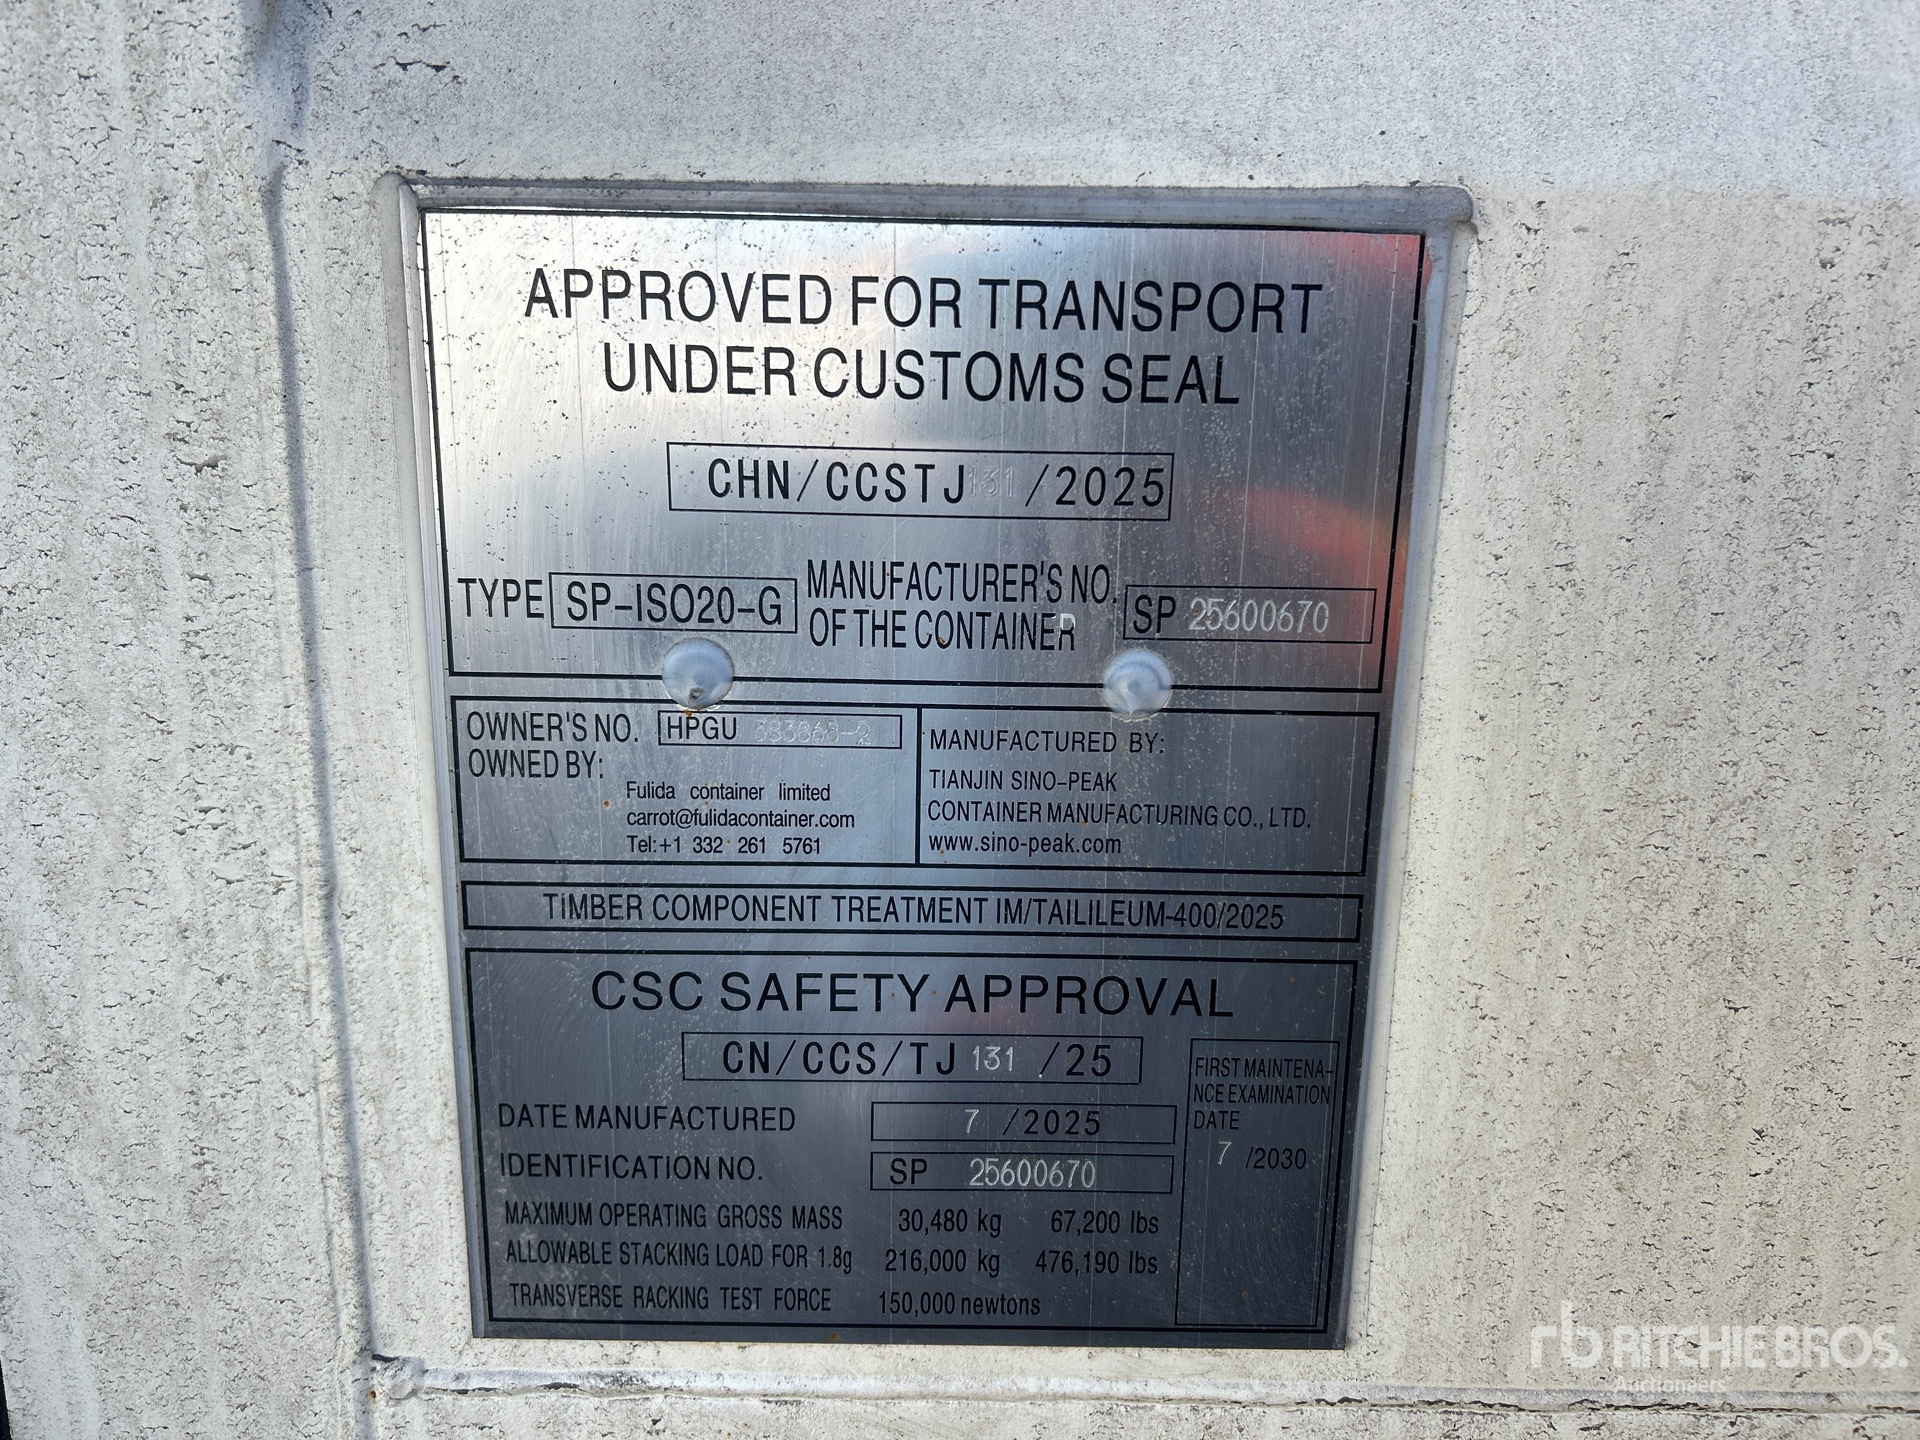 APPROVED FOR TRANSPORT
UNDER CUSTOMS SEAL
CHN/CCSTJ 131 /2025
TYPE SP-ISO20-G MANUFACTURER'S NO. OF THE CONTAINER SP 25600670
OWNER'S NO. HPGU 383868-2
OWNED BY:
Fulida container limited
carrot@fulidacontainer.com
Tel:+1 332 261 5761
MANUFACTURED BY:
TIANJIN SINO-PEAK
CONTAINER MANUFACTURING CO., LTD.
www.sino-peak.com
TIMBER COMPONENT TREATMENT IM/TAILILEUM-400/2025
CSC SAFETY APPROVAL
CN/CCS/TJ 131 /25
DATE MANUFACTURED 7 /2025
IDENTIFICATION NO. SP 25600670
MAXIMUM OPERATING GROSS MASS 30,480 kg 67,200 lbs
ALLOWABLE STACKING LOAD FOR 1.8g 216,000 kg 476,190 lbs
TRANSVERSE RACKING TEST FORCE 150,000 newtons
FIRST MAINTENA-
NCE EXAMINATION
DATE
7 /2030
rb RITCHIE BROS.
Auctioneers